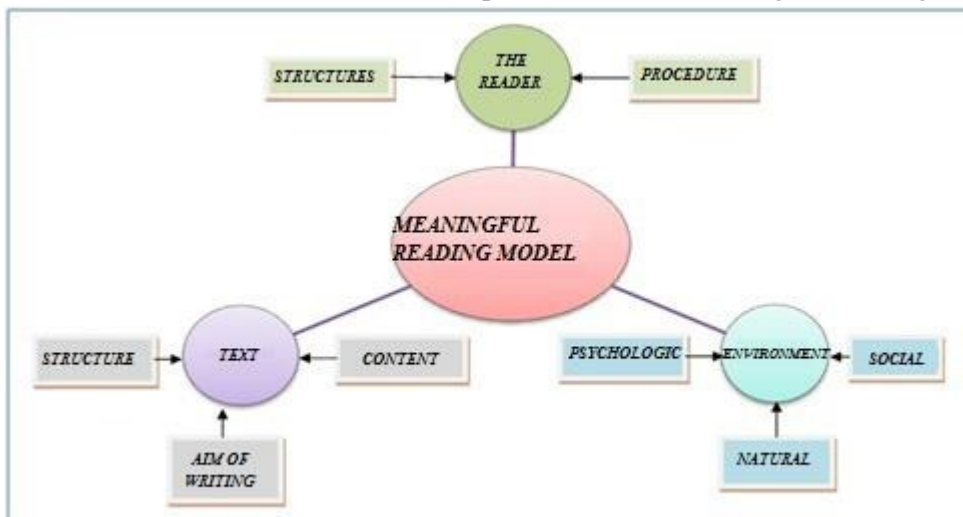 THE
READER
STRUCTURES
PROCEDURE
MEANINGFUL
READING MODEL
STRUCTURE
TEXT
CONTENT
PSYCHOLOGIC
ENVIRONMENT
SOCIAL
AIM OF
WRITING
NATURAL